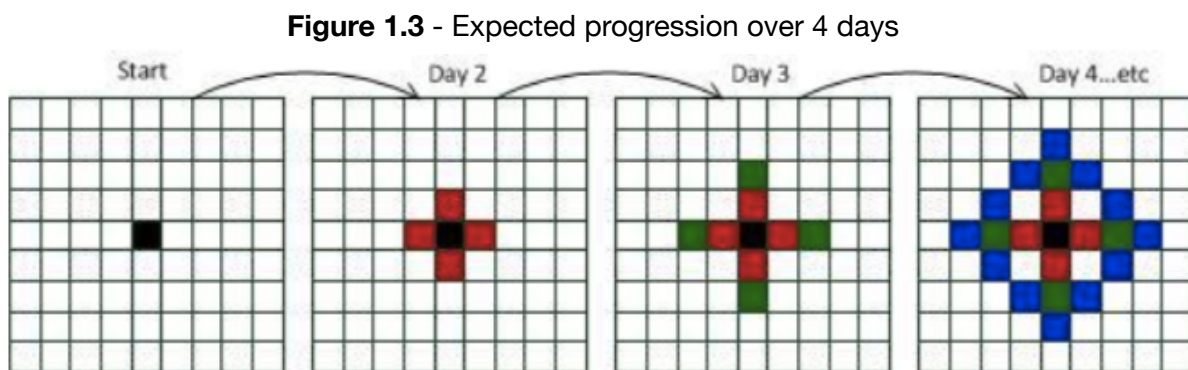 Figure 1.3 - Expected progression over 4 days
Start
Day 2
Day 3
Day 4...etc